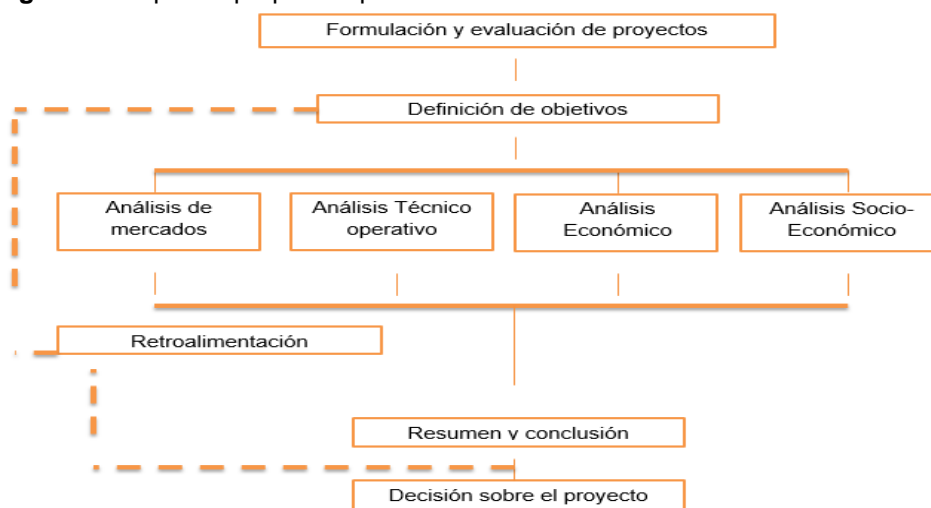 Formulación y evaluación de proyectos
Definición de objetivos
Análisis de
mercados
Análisis Técnico
operativo
Análisis
Económico
Análisis Socio-
Económico
Retroalimentación
Resumen y conclusión
Decisión sobre el proyecto